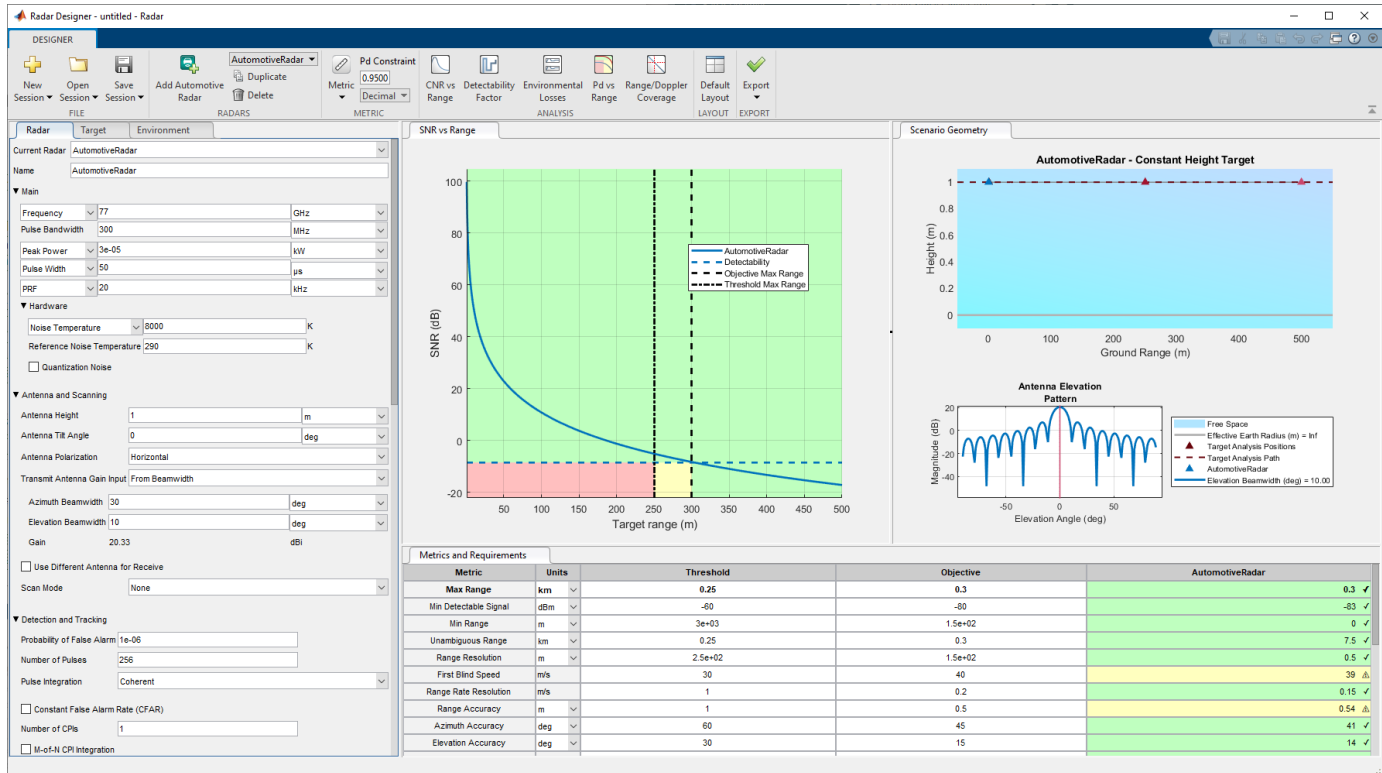 Radar Designer - untitled - Radar
DESIGNER
New Session
Open Session
Save Session
FILE
Add Automotive Radar
AutomotiveRadar
Duplicate
Delete
RADARS
Metric
Pd Constraint
0.9500
Decimal
METRIC
CNR vs Range
Detectability Factor
Environmental Losses
Pd vs Range
Range/Doppler Coverage
ANALYSIS
Default Layout
LAYOUT
Export
EXPORT
Radar Target Environment
Current Radar AutomotiveRadar
Name AutomotiveRadar
Main
Frequency 77 GHz
Pulse Bandwidth 300 MHz
Peak Power 3e-05 kW
Pulse Width 50 µs
PRF 20 kHz
Hardware
Noise Temperature 8000 K
Reference Noise Temperature 290 K
Quantization Noise
Antenna and Scanning
Antenna Height 1 m
Antenna Tilt Angle 0 deg
Antenna Polarization Horizontal
Transmit Antenna Gain Input From Beamwidth
Azimuth Beamwidth 30 deg
Elevation Beamwidth 10 deg
Gain 20.33 dBi
Use Different Antenna for Receive
Scan Mode None
Detection and Tracking
Probability of False Alarm 1e-06
Number of Pulses 256
Pulse Integration Coherent
Constant False Alarm Rate (CFAR)
Number of CPIs 1
M-of-N CPI Integration
SNR vs Range
100
80
60
40
20
0
-20
SNR (dB)
50 100 150 200 250 300 350 400 450 500
Target range (m)
AutomotiveRadar
Detectability
Objective Max Range
Threshold Max Range
Scenario Geometry
AutomotiveRadar - Constant Height Target
1
0.8
0.6
0.4
0.2
0
Height (m)
0 100 200 300 400 500
Ground Range (m)
Antenna Elevation
Pattern
20
0
-20
-40
Magnitude (dB)
-50 0 50
Elevation Angle (deg)
Free Space
Effective Earth Radius (m) = Inf
Target Analysis Positions
Target Analysis Path
AutomotiveRadar
Elevation Beamwidth (deg) = 10.00
Metrics and Requirements
Metric Units Threshold Objective AutomotiveRadar
Max Range km 0.25 0.3 0.3
Min Detectable Signal dBm -60 -80 -83
Min Range m 3e+03 1.5e+02 0
Unambiguous Range km 0.25 0.3 7.5
Range Resolution m 2.5e+02 1.5e+02 0.5
First Blind Speed m/s 30 40 39
Range Rate Resolution m/s 1 0.2 0.15
Range Accuracy m 1 0.5 0.54
Azimuth Accuracy deg 60 45 41
Elevation Accuracy deg 30 15 14